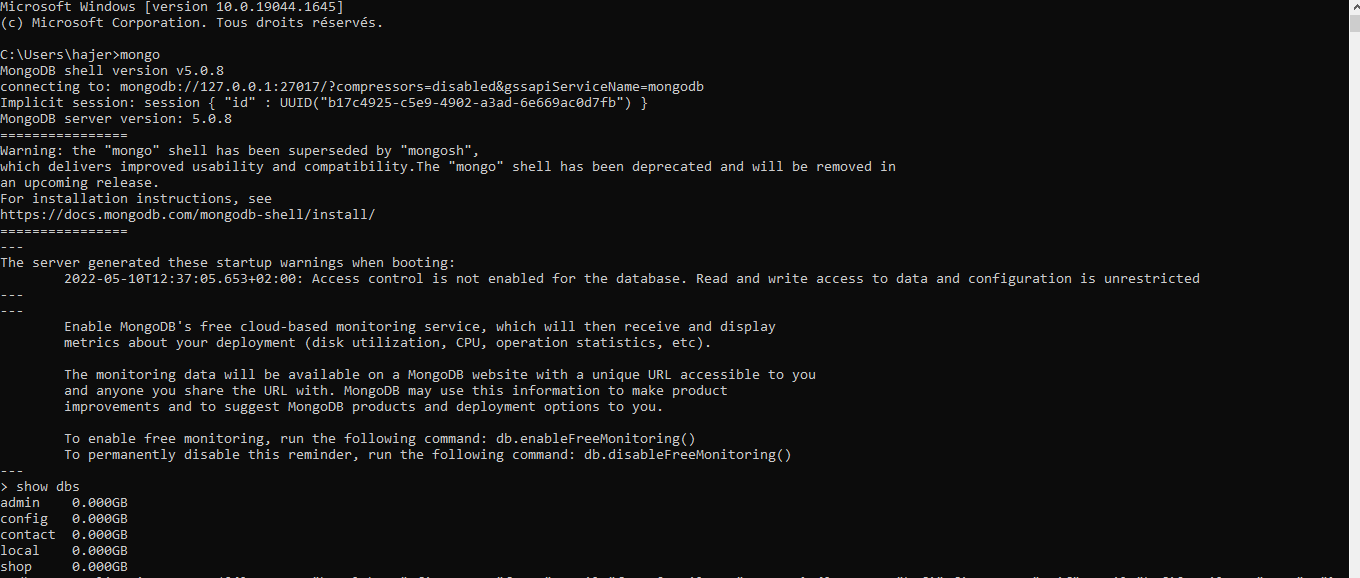 Microsoft Windows [version 10.0.19044.1645]
(c) Microsoft Corporation. Tous droits réservés.
C:\Users\hajer>mongo
MongoDB shell version v5.0.8
connecting to: mongodb://127.0.0.1:27017/?compressors=disabled&gssapiServiceName=mongodb
Implicit session: session { "id" : UUID("b17c4925-c5e9-4902-a3ad-6e669ac0d7fb") }
MongoDB server version: 5.0.8
================
Warning: the "mongo" shell has been superseded by "mongosh",
which delivers improved usability and compatibility.The "mongo" shell has been deprecated and will be removed in
an upcoming release.
For installation instructions, see
https://docs.mongodb.com/mongodb-shell/install/
================
---
The server generated these startup warnings when booting:
2022-05-10T12:37:05.653+02:00: Access control is not enabled for the database. Read and write access to data and configuration is unrestricted
---
---
Enable MongoDB's free cloud-based monitoring service, which will then receive and display
metrics about your deployment (disk utilization, CPU, operation statistics, etc).
The monitoring data will be available on a MongoDB website with a unique URL accessible to you
and anyone you share the URL with. MongoDB may use this information to make product
improvements and to suggest MongoDB products and deployment options to you.
To enable free monitoring, run the following command: db.enableFreeMonitoring()
To permanently disable this reminder, run the following command: db.disableFreeMonitoring()
---
> show dbs
admin 0.000GB
config 0.000GB
contact 0.000GB
local 0.000GB
shop 0.000GB